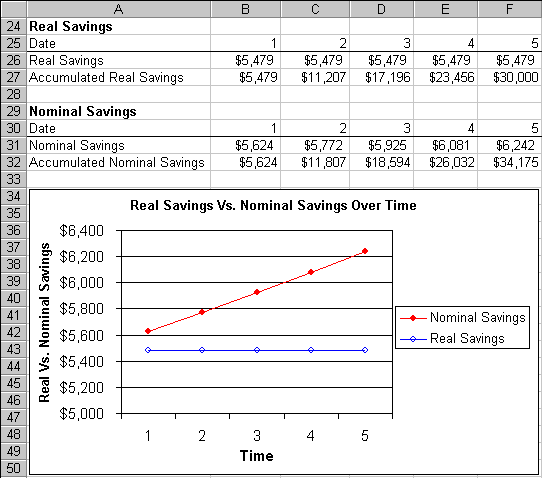 A B C D E F
24 Real Savings
25 Date 1 2 3 4 5
26 Real Savings $5,479 $5,479 $5,479 $5,479 $5,479
27 Accumulated Real Savings $5,479 $11,207 $17,196 $23,456 $30,000
28
29 Nominal Savings
30 Date 1 2 3 4 5
31 Nominal Savings $5,624 $5,772 $5,925 $6,081 $6,242
32 Accumulated Nominal Savings $5,624 $11,807 $18,594 $26,032 $34,175
33
34
35
36
37
38
39
40
41
42
43
44
45
46
47
48
49
50
Real Savings Vs. Nominal Savings Over Time
Real Vs. Nominal Savings
$6,400
$6,200
$6,000
$5,800
$5,600
$5,400
$5,200
$5,000
1 2 3 4 5
Time
Nominal Savings
Real Savings